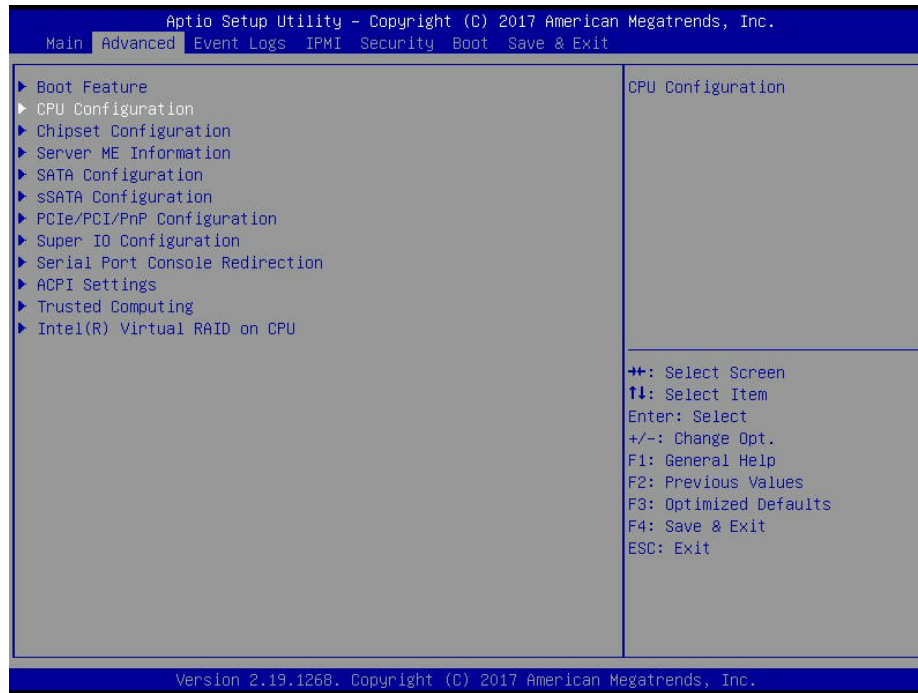 Aptio Setup Utility – Copyright (C) 2017 American Megatrends, Inc.
Main Advanced Event Logs IPMI Security Boot Save & Exit
▶ Boot Feature
▶ CPU Configuration
▶ Chipset Configuration
▶ Server ME Information
▶ SATA Configuration
▶ sSATA Configuration
▶ PCIe/PCI/PnP Configuration
▶ Super IO Configuration
▶ Serial Port Console Redirection
▶ ACPI Settings
▶ Trusted Computing
▶ Intel(R) Virtual RAID on CPU
CPU Configuration
→←: Select Screen
↑↓: Select Item
Enter: Select
+/-: Change Opt.
F1: General Help
F2: Previous Values
F3: Optimized Defaults
F4: Save & Exit
ESC: Exit
Version 2.19.1268. Copyright (C) 2017 American Megatrends, Inc.